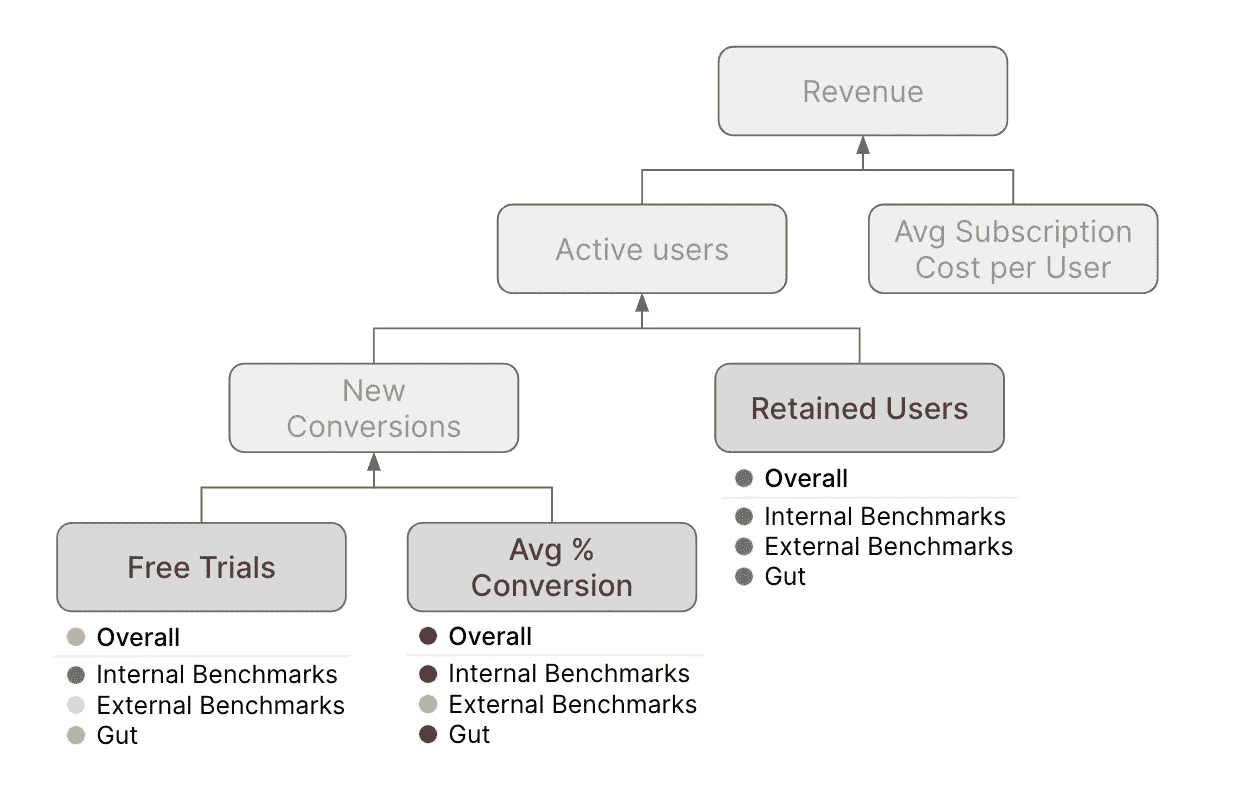 Revenue
Active users
Avg Subscription
Cost per User
New
Conversions
Retained Users
Overall
Internal Benchmarks
External Benchmarks
Gut
Free Trials
Overall
Internal Benchmarks
External Benchmarks
Gut
Avg %
Conversion
Overall
Internal Benchmarks
External Benchmarks
Gut